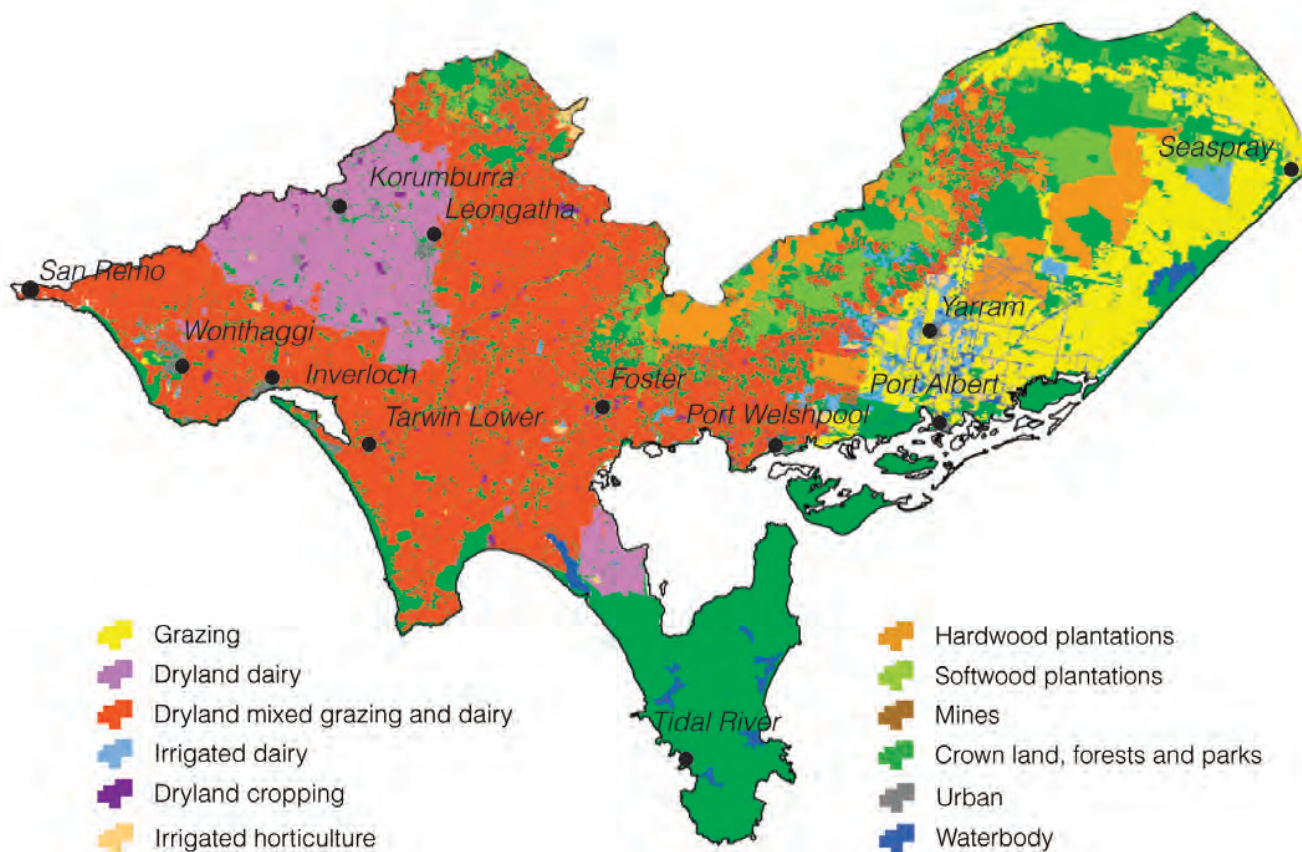 Seaspray
Korumburra
Leongatha
San Remo
Yarram
Wonthaggi
Inverloch
Foster
Port Albert
Tarwin Lower
Port Welshpool
Tidal River
Grazing
Dryland dairy
Dryland mixed grazing and dairy
Irrigated dairy
Dryland cropping
Irrigated horticulture
Hardwood plantations
Softwood plantations
Mines
Crown land, forests and parks
Urban
Waterbody